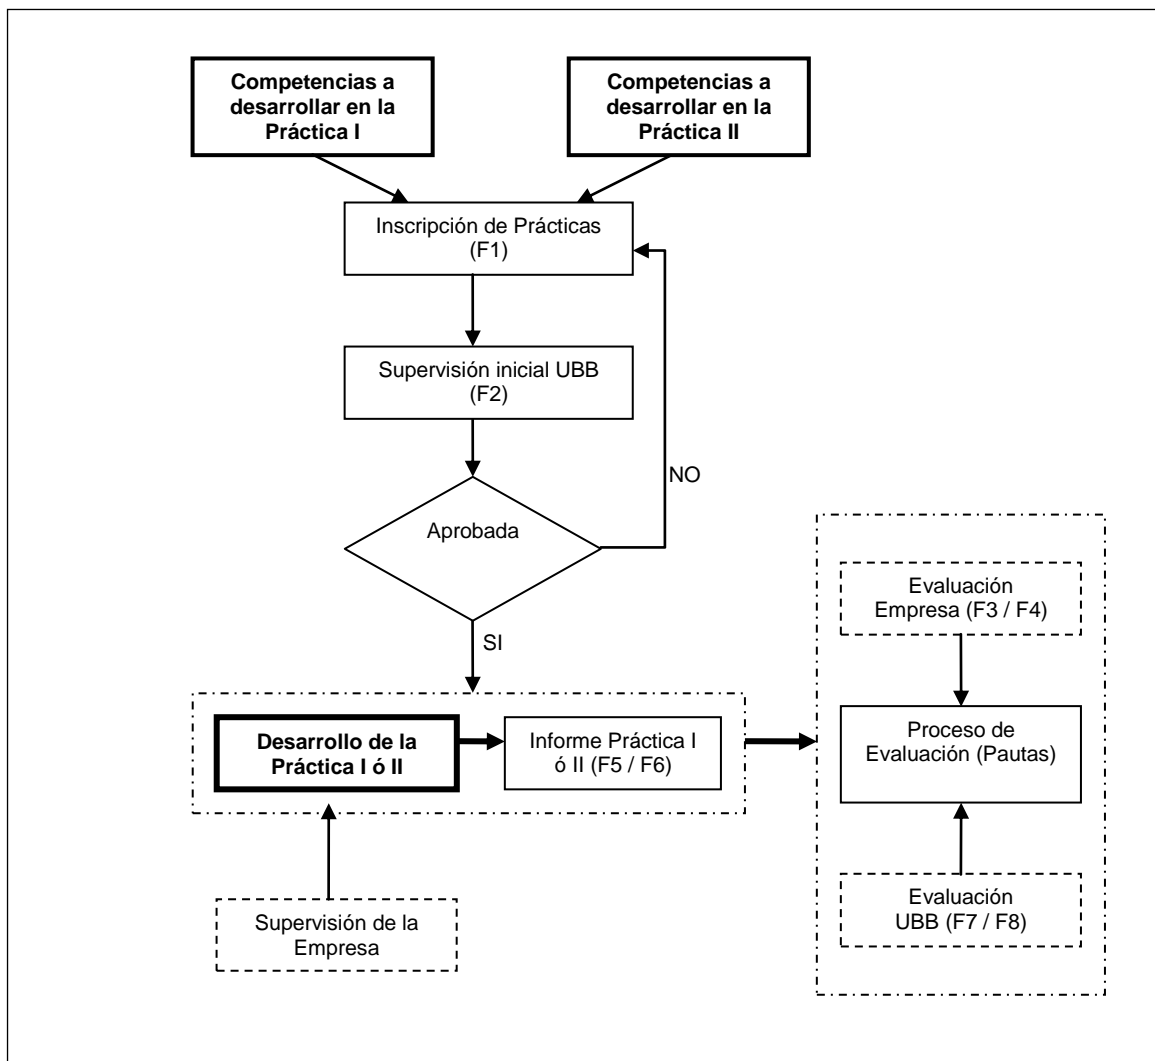 Competencias a
desarrollar en la
Práctica I
Competencias a
desarrollar en la
Práctica II
Inscripción de Prácticas
(F1)
Supervisión inicial UBB
(F2)
NO
Aprobada
SI
Evaluación
Empresa (F3 / F4)
Desarrollo de la
Práctica I ó II
Informe Práctica I
ó II (F5 / F6)
Proceso de
Evaluación (Pautas)
Supervisión de la
Empresa
Evaluación
UBB (F7 / F8)